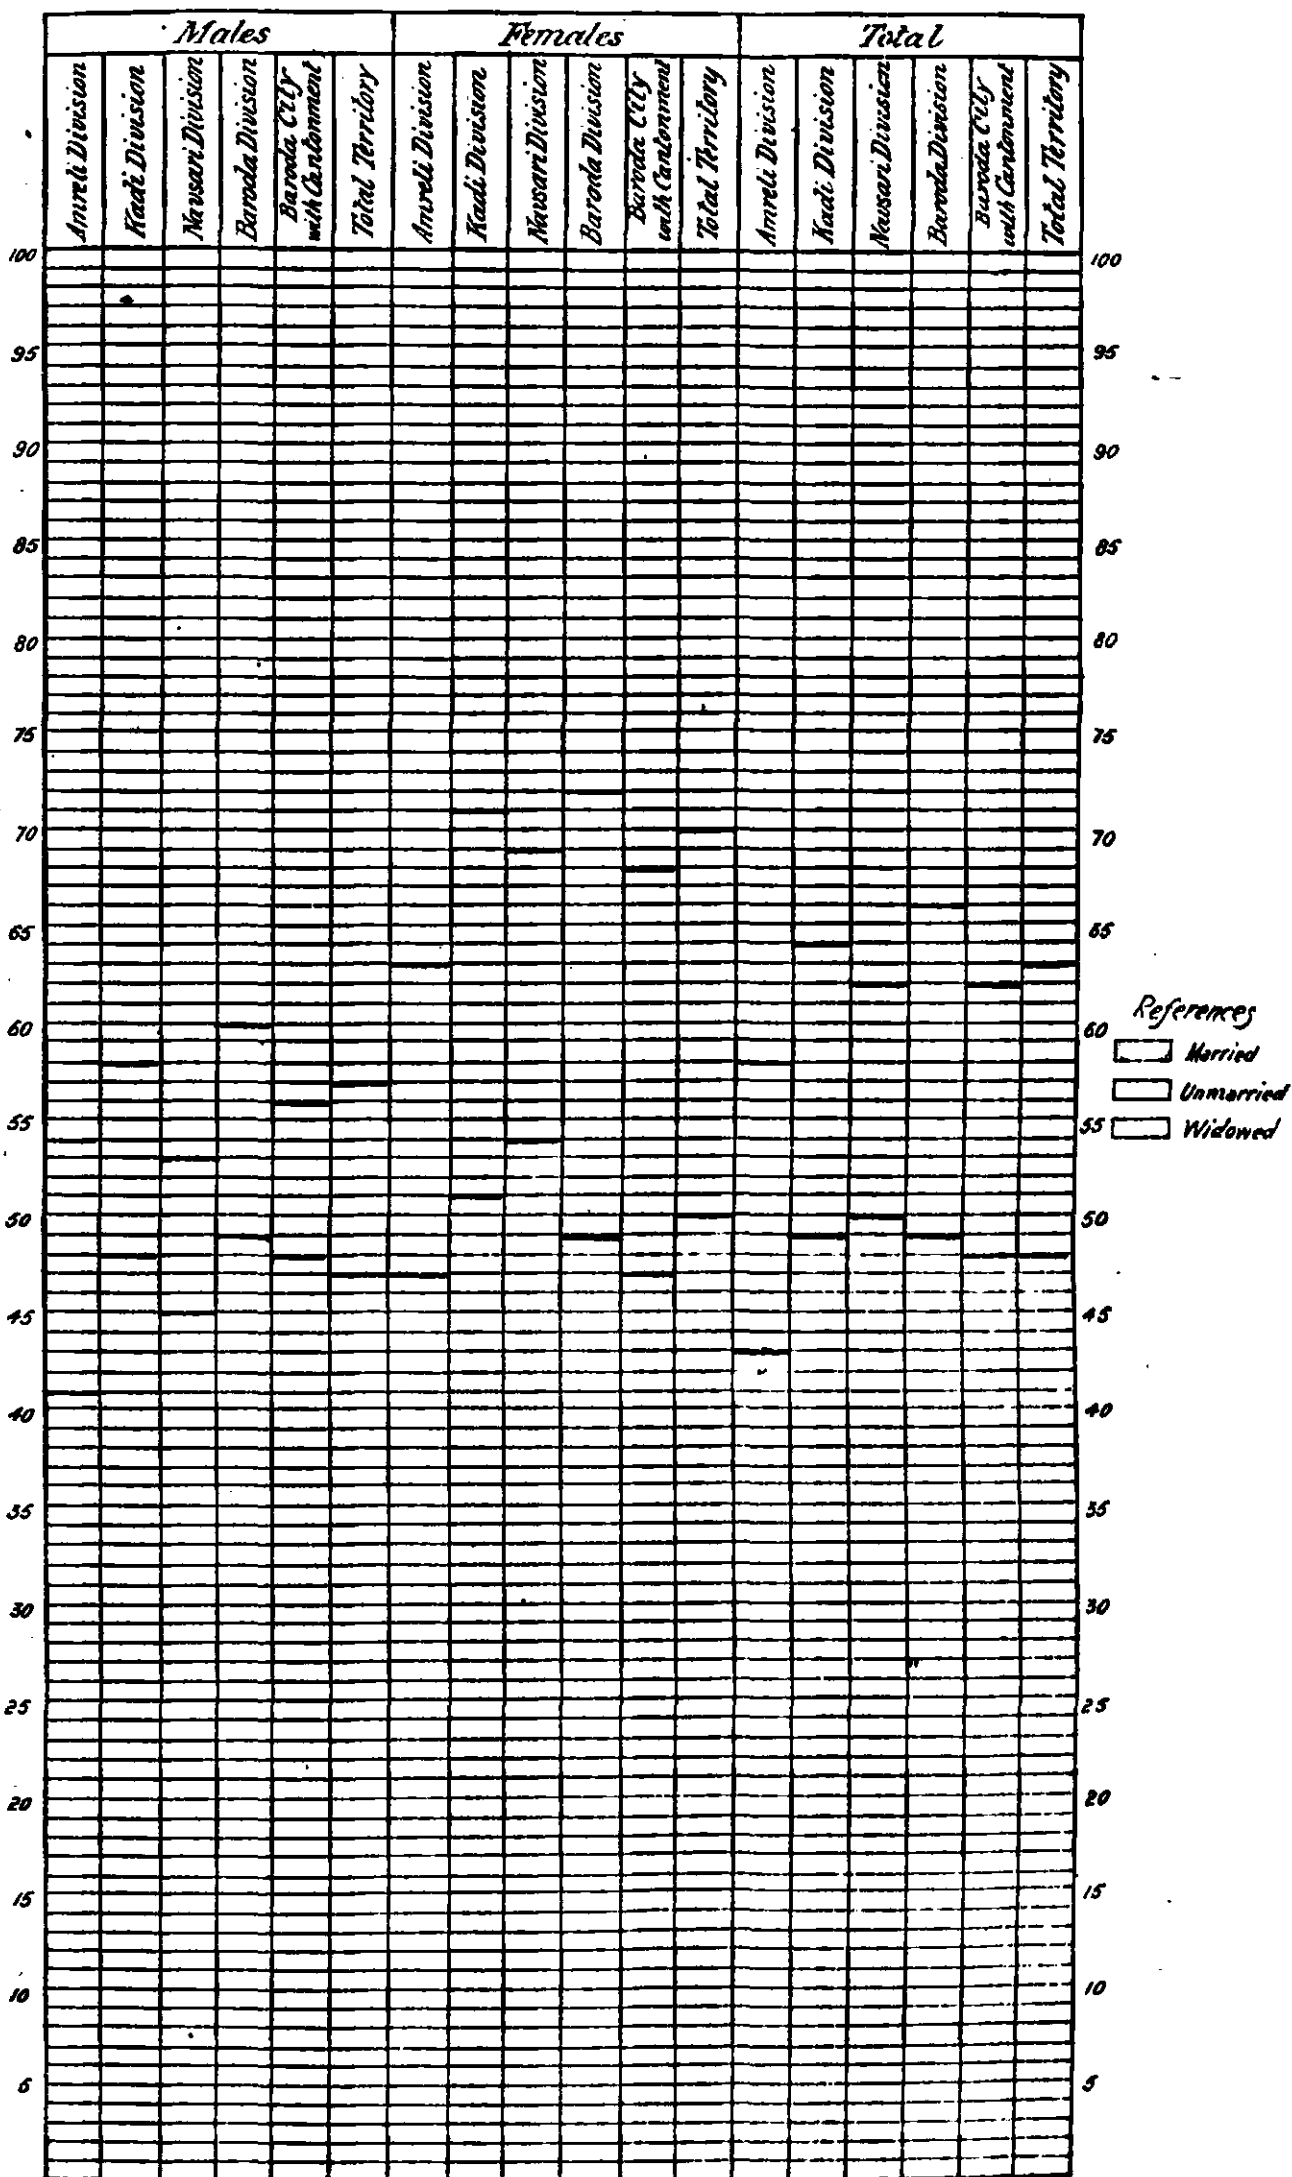 Males Females Total
Amreli Division
Kadi Division
Navsari Division
Baroda Division
Baroda City with Cantonment
Total Territory
Amreli Division
Kadi Division
Navsari Division
Baroda Division
Baroda City with Cantonment
Total Territory
Amreli Division
Kadi Division
Navsari Division
Baroda Division
Baroda City with Cantonment
Total Territory
100 100
95 95
90 90
85 85
80 80
75 75
70 70
65 65
References
60 60
Married
Unmarried
55 55
Widowed
50 50
45 45
40 40
35 35
30 30
25 25
20 20
15 15
10 10
5 5